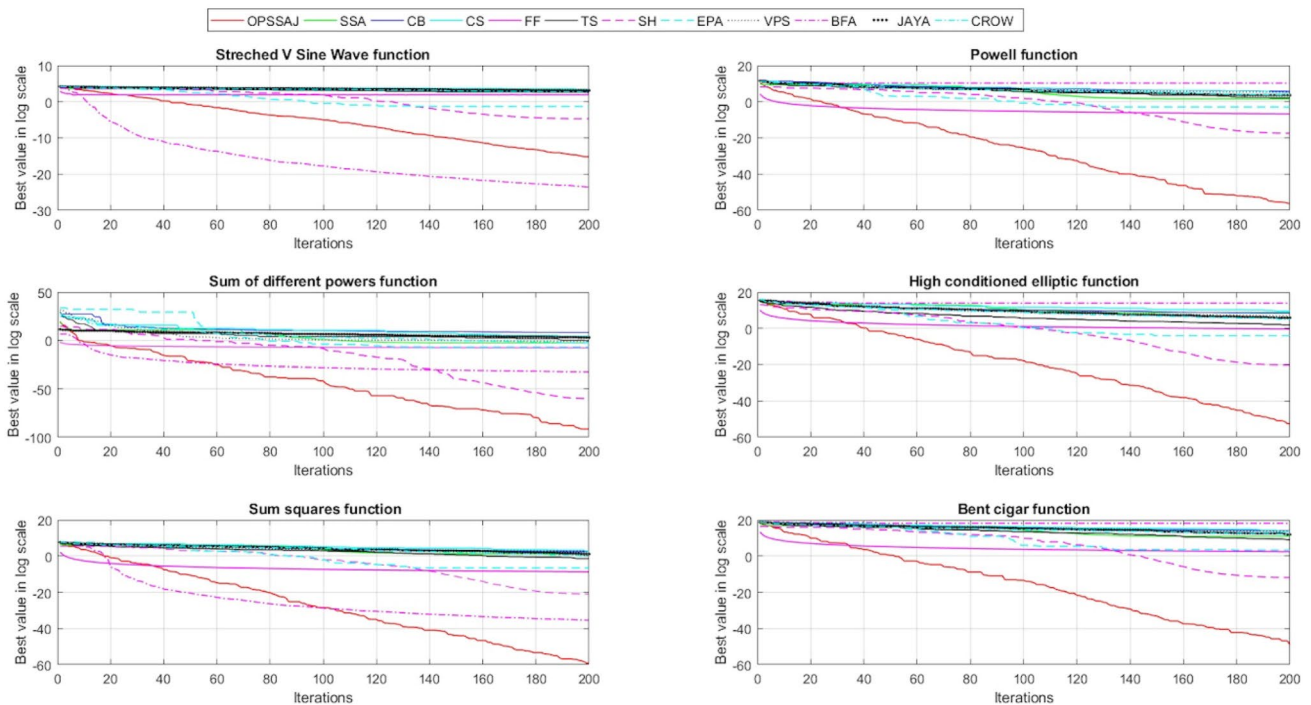 OPSSAJ SSA CB CS FF TS SH EPA VPS BFA JAYA CROW
Streched V Sine Wave function
Best value in log scale
10
0
-10
-20
-30
0 20 40 60 80 100 120 140 160 180 200
Iterations
Powell function
Best value in log scale
20
0
-20
-40
-60
0 20 40 60 80 100 120 140 160 180 200
Iterations
Sum of different powers function
Best value in log scale
50
0
-50
-100
0 20 40 60 80 100 120 140 160 180 200
Iterations
High conditioned elliptic function
Best value in log scale
20
0
-20
-40
-60
0 20 40 60 80 100 120 140 160 180 200
Iterations
Sum squares function
Best value in log scale
20
0
-20
-40
-60
0 20 40 60 80 100 120 140 160 180 200
Iterations
Bent cigar function
Best value in log scale
20
0
-20
-40
-60
0 20 40 60 80 100 120 140 160 180 200
Iterations